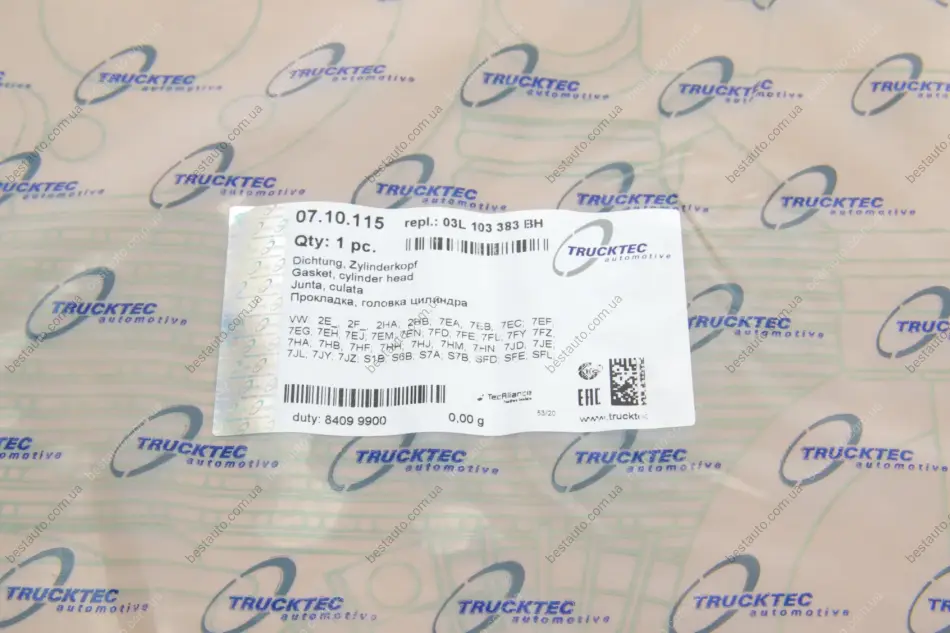 TRUCKTEC automotive
07.10.115 repl.: 03L 103 383 BH
Qty: 1 pc.
TRUCKTEC automotive
Dichtung, Zylinderkopf
Gasket, cylinder head
Junta, culata
Прокладка, головка цилиндра
VW: 2E_, 2F_, 2HA, 2HB, 7EA, 7EB, 7EC, 7EF,
7EG, 7EH, 7EJ, 7EM, 7EN, 7FD, 7FE, 7FL, 7FY, 7FZ,
7HA, 7HB, 7HF, 7HH, 7HJ, 7HM, 7HN, 7JD, 7JE,
7JL, 7JY, 7JZ, S1B, S6B, S7A, S7B, SFD, SFE, SFL,
TecAlliance
EAC
53/20
duty: 8409 9900 0,00 g www.trucktec
bestauto.com.ua